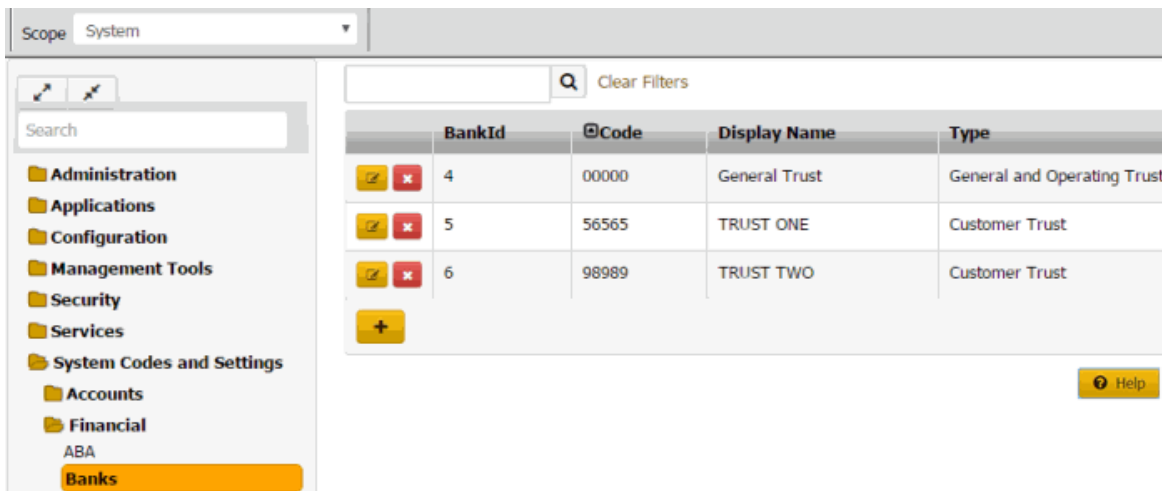 Scope System
Clear Filters
Search
BankId Code Display Name Type
Administration
4 00000 General Trust General and Operating Trust
Applications
5 56565 TRUST ONE Customer Trust
Configuration
Management Tools
6 98989 TRUST TWO Customer Trust
Security
Services
System Codes and Settings
Accounts
Help
Financial
ABA
Banks